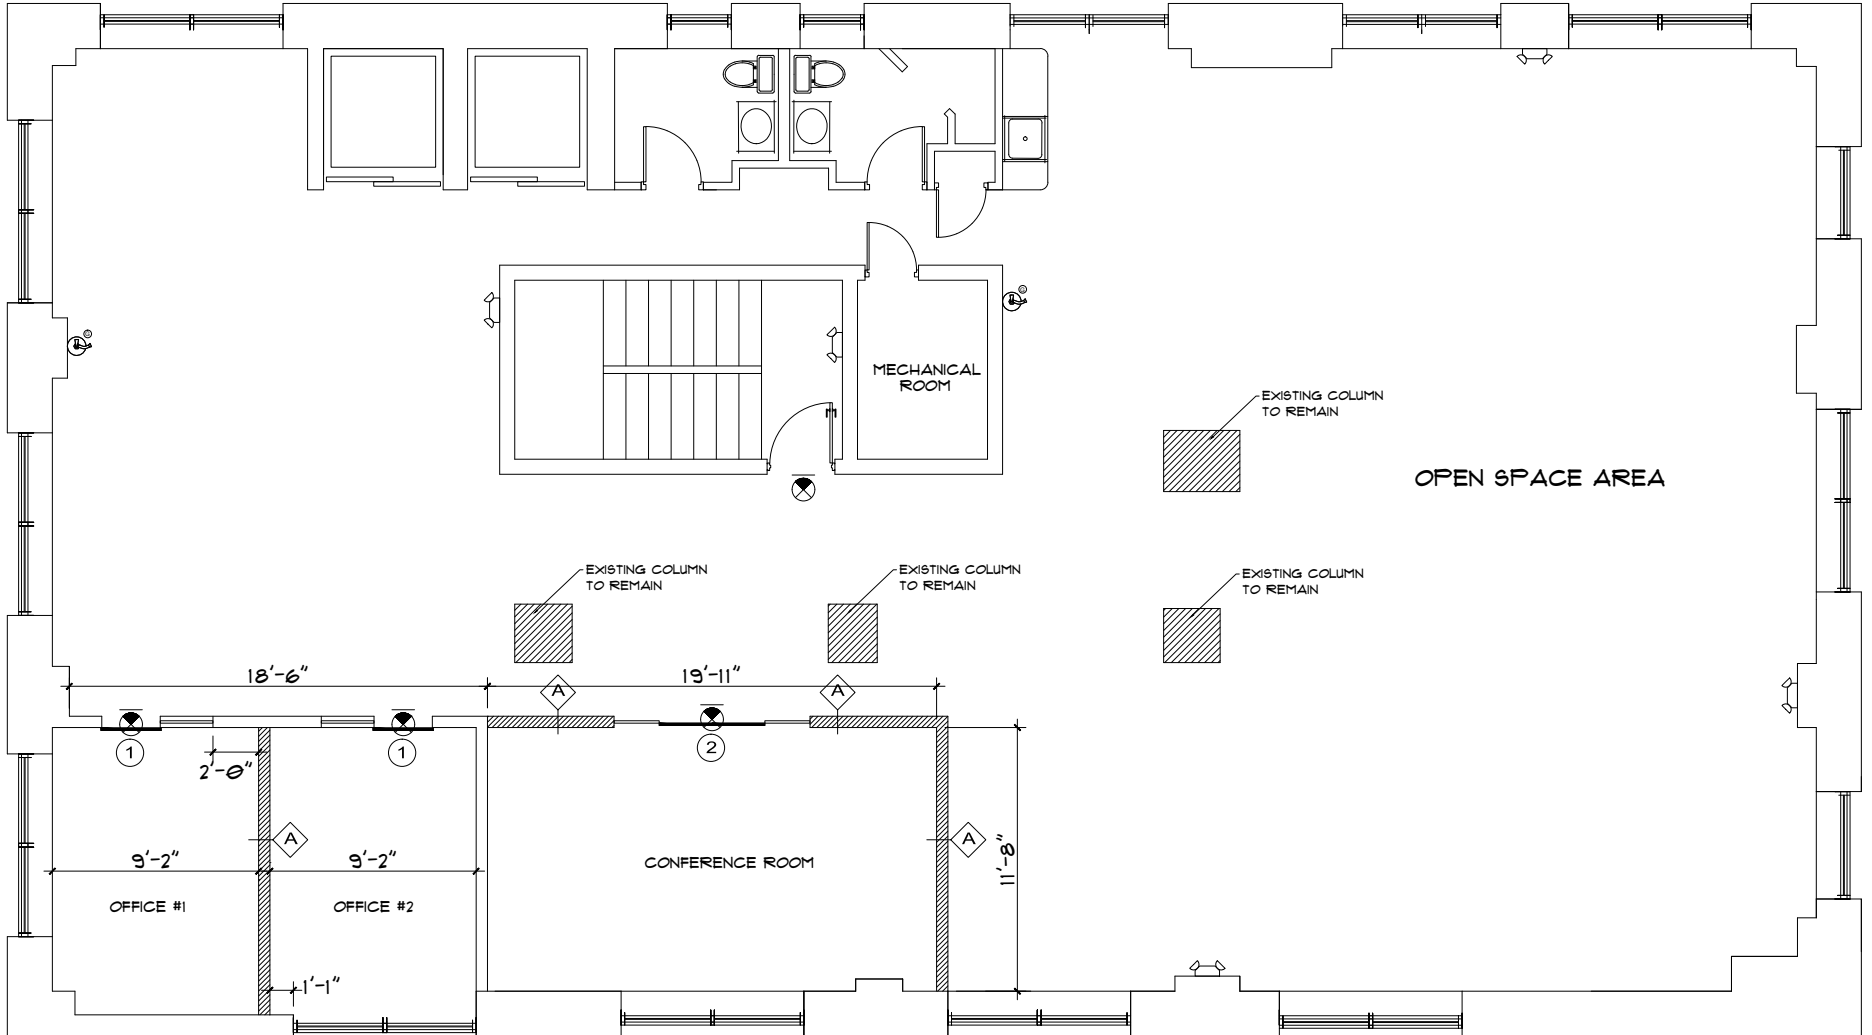 MECHANICAL
ROOM
EXISTING COLUMN
TO REMAIN
OPEN SPACE AREA
EXISTING COLUMN
TO REMAIN
EXISTING COLUMN
TO REMAIN
EXISTING COLUMN
TO REMAIN
18'-6"
19'-11"
A
A
1
1
2
2'-0"
A
A
11'-8"
9'-2"
9'-2"
CONFERENCE ROOM
OFFICE #1
OFFICE #2
1'-1"